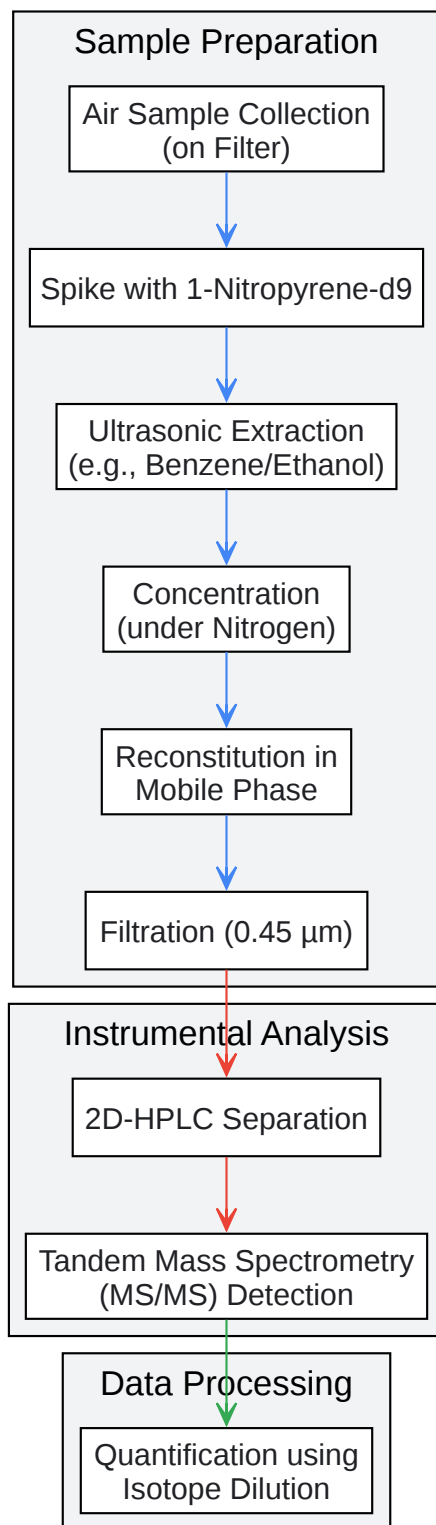 Sample Preparation
Air Sample Collection
(on Filter)
Spike with 1-Nitropyrene-d9
Ultrasonic Extraction
(e.g., Benzene/Ethanol)
Concentration
(under Nitrogen)
Reconstitution in
Mobile Phase
Filtration (0.45 µm)
Instrumental Analysis
2D-HPLC Separation
Tandem Mass Spectrometry
(MS/MS) Detection
Data Processing
Quantification using
Isotope Dilution